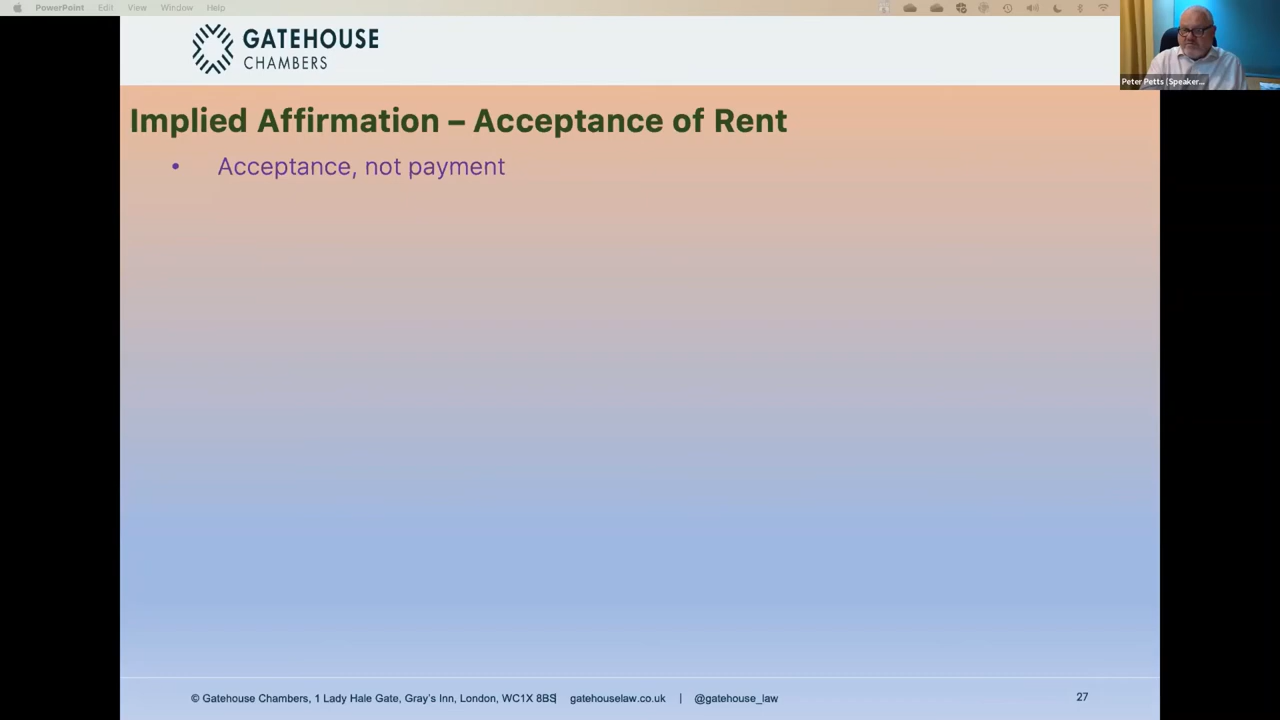 PowerPoint Edit View Window Help
GATEHOUSE
CHAMBERS
Peter Petts | Speaker...
Implied Affirmation – Acceptance of Rent
• Acceptance, not payment
© Gatehouse Chambers, 1 Lady Hale Gate, Gray's Inn, London, WC1X 8BS| gatehouselaw.co.uk | @gatehouse_law 27